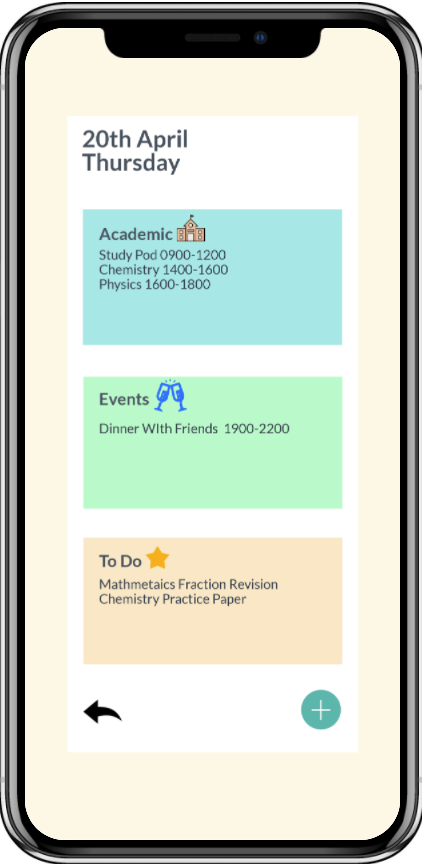 20th April
Thursday
Academic
Study Pod 0900-1200
Chemistry 1400-1600
Physics 1600-1800
Events
Dinner WIth Friends 1900-2200
To Do
Mathmetaics Fraction Revision
Chemistry Practice Paper